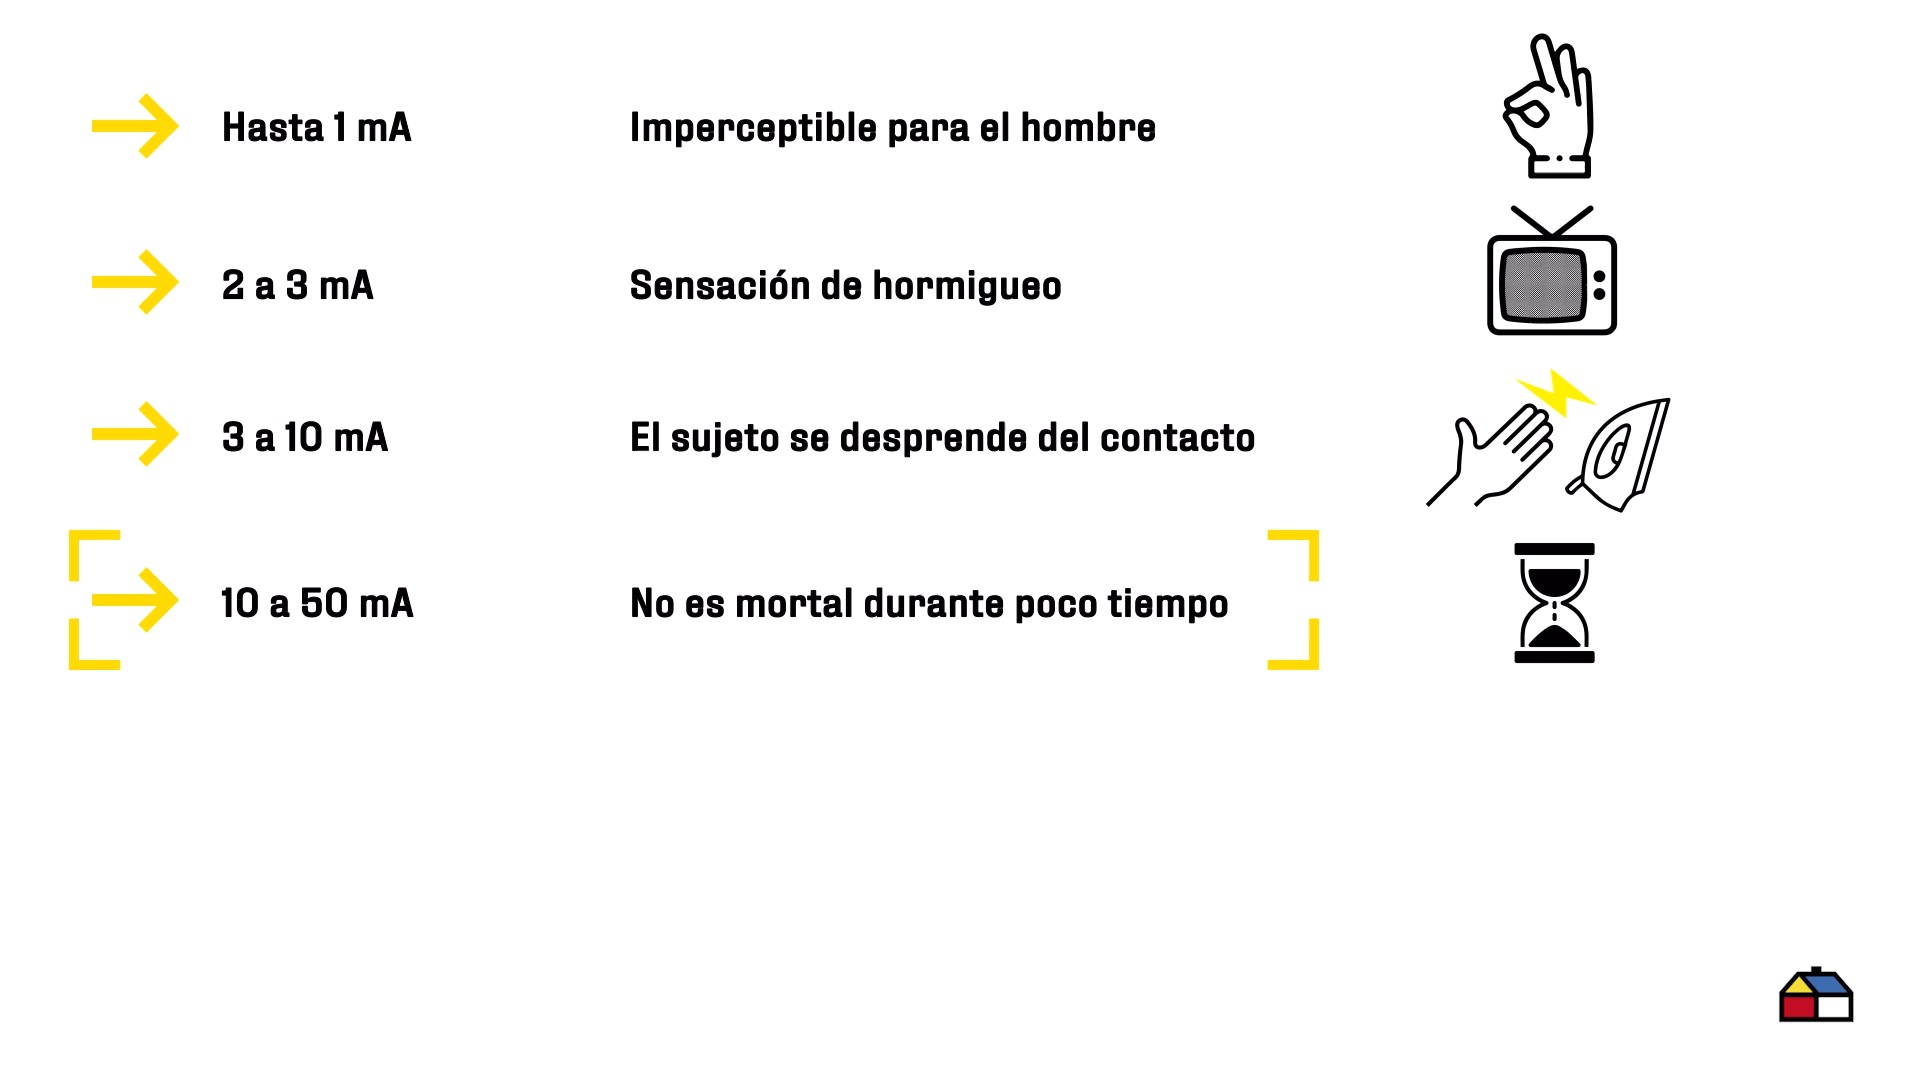 Hasta 1 mA Imperceptible para el hombre
2 a 3 mA Sensación de hormigueo
3 a 10 mA El sujeto se desprende del contacto
10 a 50 mA No es mortal durante poco tiempo